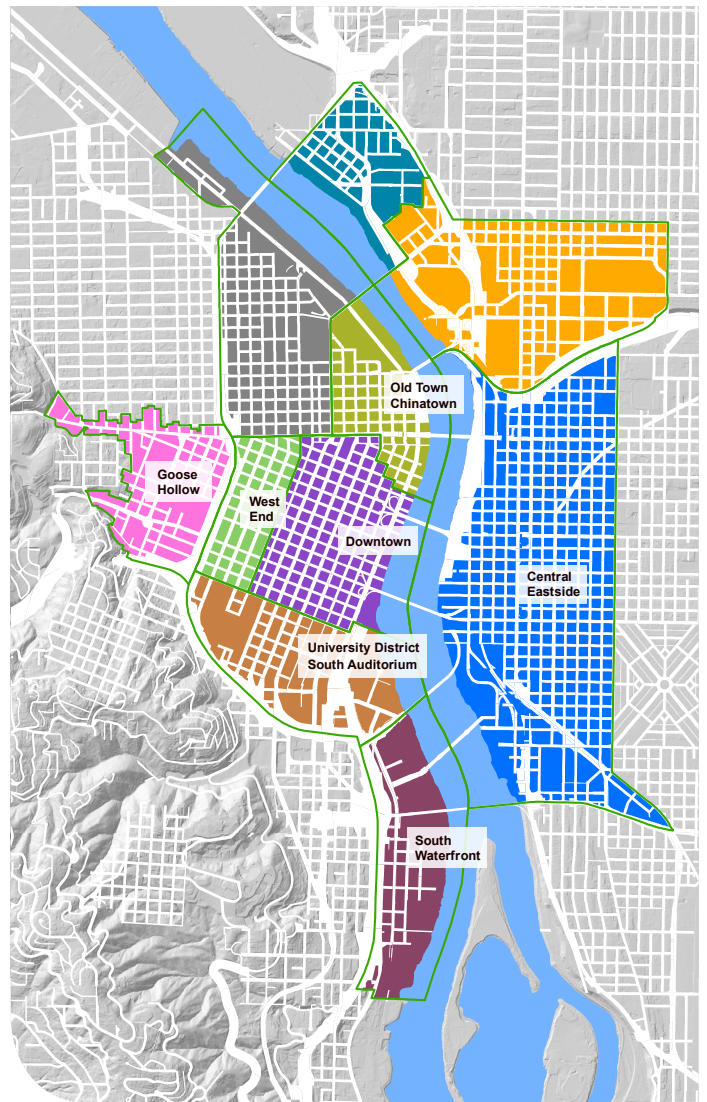 Old Town
Chinatown
Goose
Hollow
West
End
Downtown
Central
Eastside
University District
South Auditorium
South
Waterfront